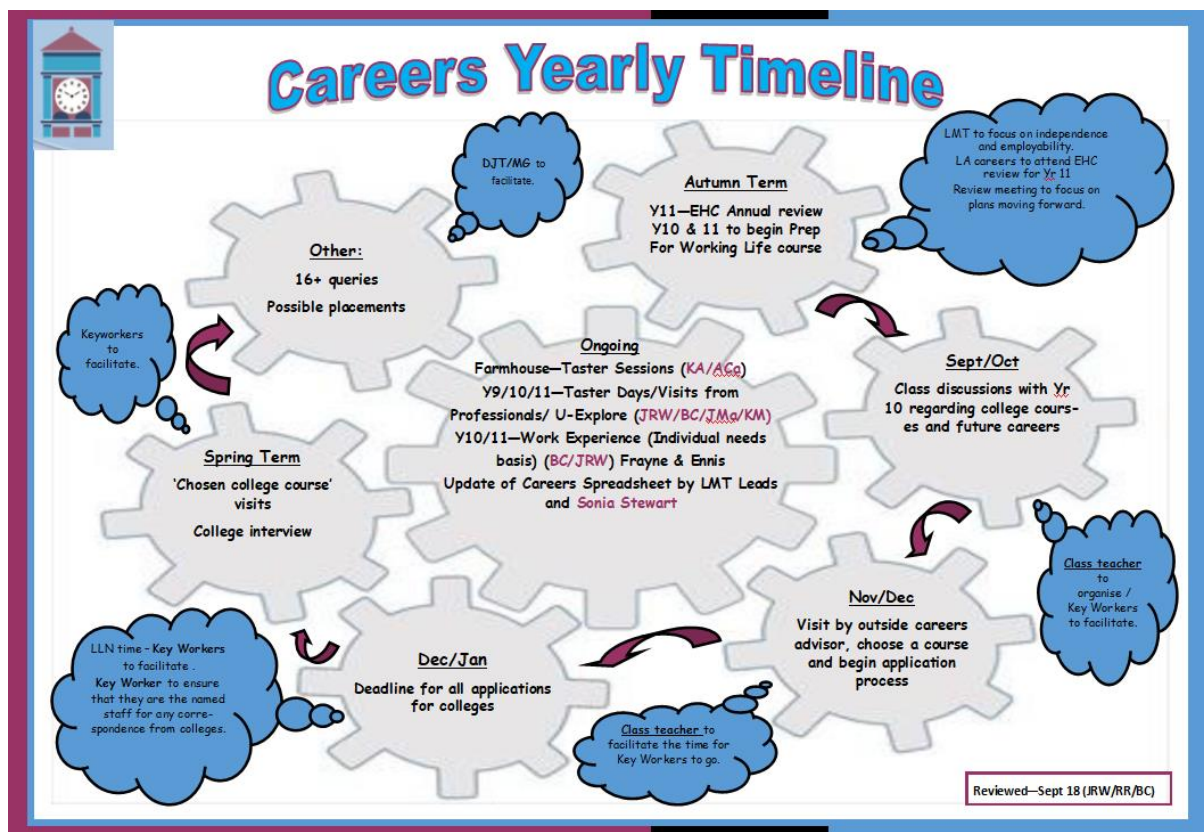 Careers Yearly Timeline
LMT to focus on independence
and employability.
LA careers to attend EHC
review for Yr 11
Review meeting to focus on
plans moving forward.
DJT/MG to
facilitate.
Autumn Term
Y11—EHC Annual review
Y10 & 11 to begin Prep
For Working Life course
Other:
16+ queries
Possible placements
Keyworkers
to
facilitate.
Ongoing
Farmhouse—Taster Sessions (KA/ACa)
Y9/10/11—Taster Days/Visits from
Professionals/ U-Explore (JRW/BC/JMa/KM)
Y10/11—Work Experience (Individual needs
basis) (BC/JRW) Frayne & Ennis
Update of Careers Spreadsheet by LMT Leads
and Sonia Stewart
Sept/Oct
Class discussions with Yr
10 regarding college cours-
es and future careers
Spring Term
‘Chosen college course’
visits
College interview
Class teacher
to
organise /
Key Workers
to facilitate.
Nov/Dec
Visit by outside careers
advisor, choose a course
and begin application
process
LLN time – Key Workers
to facilitate .
Key Worker to ensure
that they are the named
staff for any corre-
spondence from colleges.
Dec/Jan
Deadline for all applications
for colleges
Class teacher to
facilitate the time for
Key Workers to go.
Reviewed—Sept 18 (JRW/RR/BC)